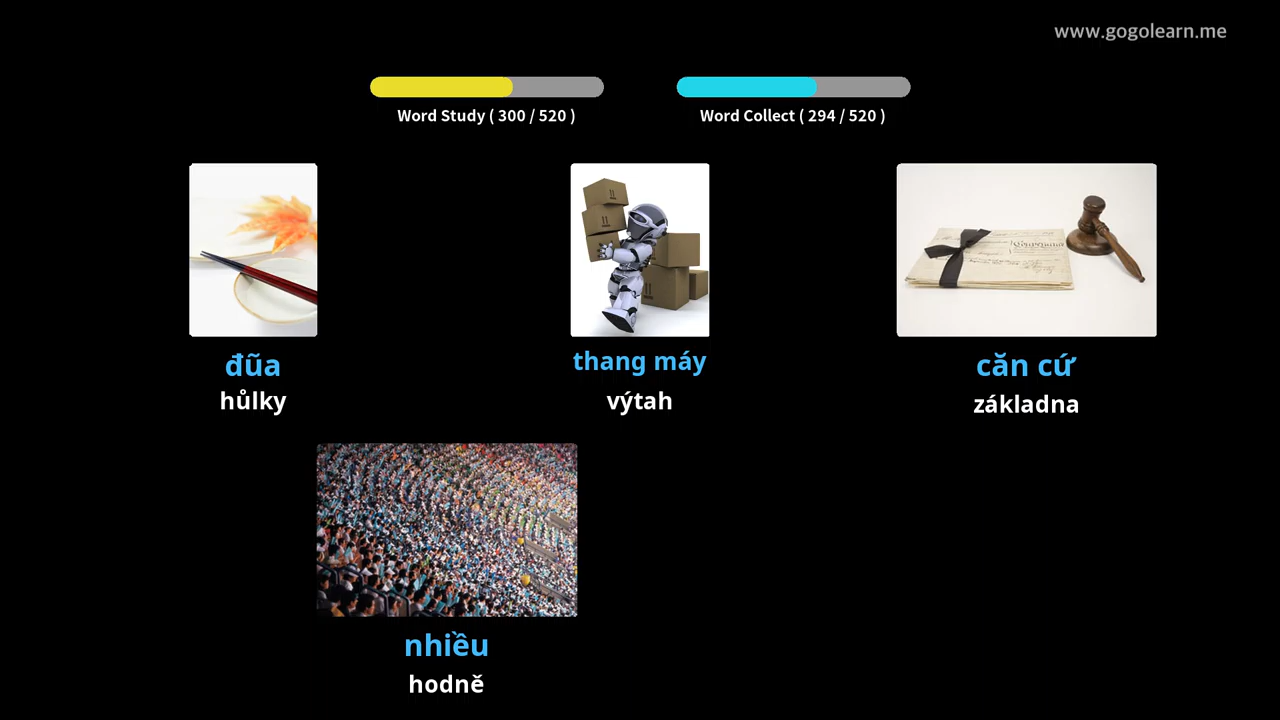 www.gogolearn.me
Word Study ( 300 / 520 )
Word Collect ( 294 / 520 )
đũa
hůlky
thang máy
výtah
căn cứ
základna
nhiều
hodně